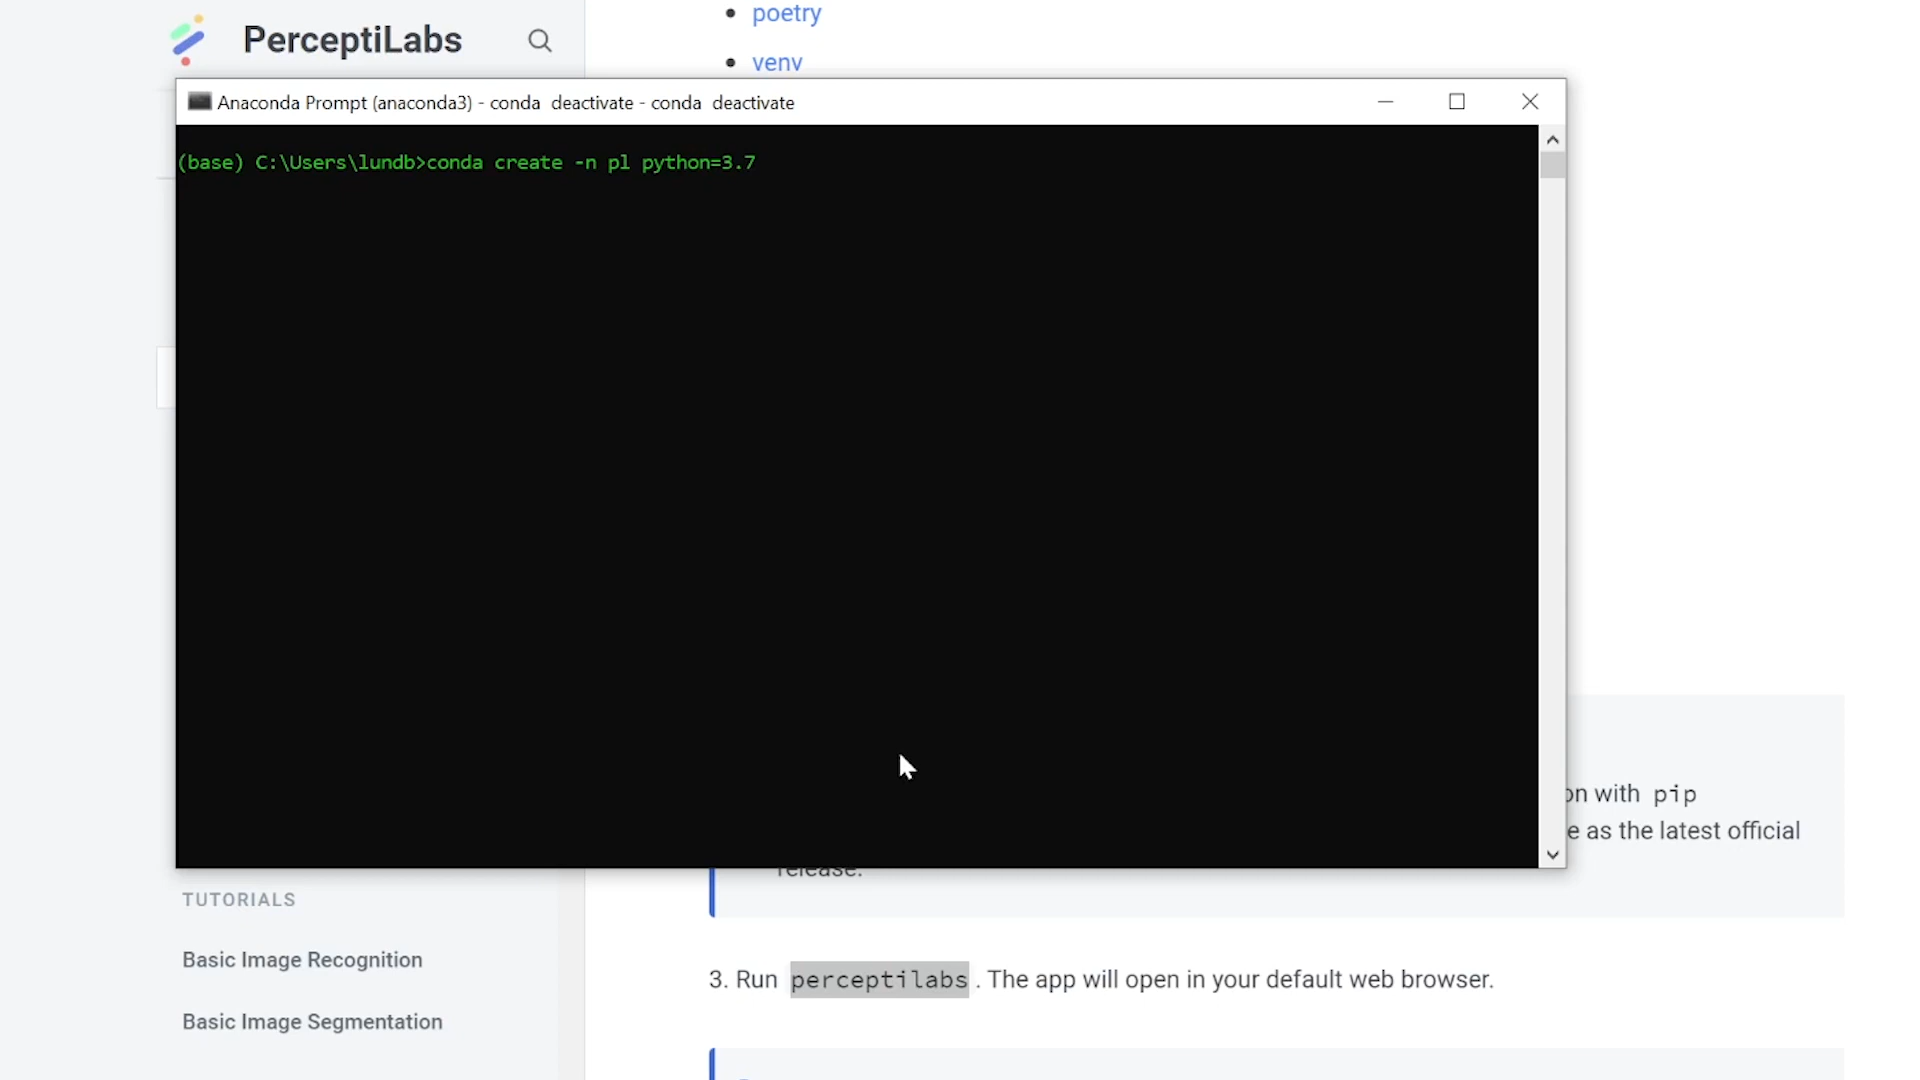 PerceptiLabs
poetry
venv
Anaconda Prompt (anaconda3) - conda  deactivate - conda  deactivate
(base) C:\Users\lundb>conda create -n pl python=3.7
with pip
as the latest official
release.
TUTORIALS
Basic Image Recognition
Basic Image Segmentation
3. Run perceptilabs . The app will open in your default web browser.